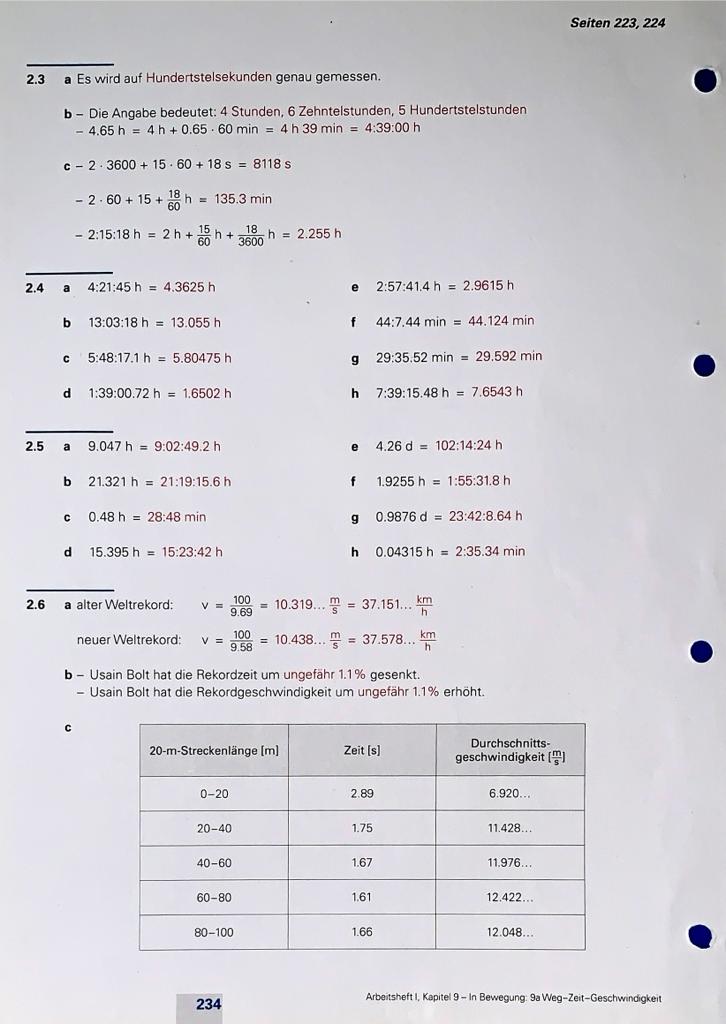 Seiten 223, 224
2.3 a Es wird auf Hundertstelsekunden genau gemessen.
b – Die Angabe bedeutet: 4 Stunden, 6 Zehntelstunden, 5 Hundertstelstunden
– 4.65 h = 4 h + 0.65 · 60 min = 4 h 39 min = 4:39:00 h
c – 2 · 3600 + 15 · 60 + 18 s = 8118 s
– 2 · 60 + 15 + 18/60 h = 135.3 min
– 2:15:18 h = 2 h + 15/60 h + 18/3600 h = 2.255 h
2.4 a 4:21:45 h = 4.3625 h e 2:57:41.4 h = 2.9615 h
b 13:03:18 h = 13.055 h f 44:7.44 min = 44.124 min
c 5:48:17.1 h = 5.80475 h g 29:35.52 min = 29.592 min
d 1:39:00.72 h = 1.6502 h h 7:39:15.48 h = 7.6543 h
2.5 a 9.047 h = 9:02:49.2 h e 4.26 d = 102:14:24 h
b 21.321 h = 21:19:15.6 h f 1.9255 h = 1:55:31.8 h
c 0.48 h = 28:48 min g 0.9876 d = 23:42:8.64 h
d 15.395 h = 15:23:42 h h 0.04315 h = 2:35.34 min
2.6 a alter Weltrekord: v = 100/9.69 = 10.319... m/s = 37.151... km/h
neuer Weltrekord: v = 100/9.58 = 10.438... m/s = 37.578... km/h
b – Usain Bolt hat die Rekordzeit um ungefähr 1.1% gesenkt.
– Usain Bolt hat die Rekordgeschwindigkeit um ungefähr 1.1% erhöht.
c
20-m-Streckenlänge [m] Zeit [s] Durchschnitts-
geschwindigkeit [m/s]
0–20 2.89 6.920...
20–40 1.75 11.428...
40–60 1.67 11.976...
60–80 1.61 12.422...
80–100 1.66 12.048...
234 Arbeitsheft I, Kapitel 9 – In Bewegung: 9a Weg–Zeit–Geschwindigkeit